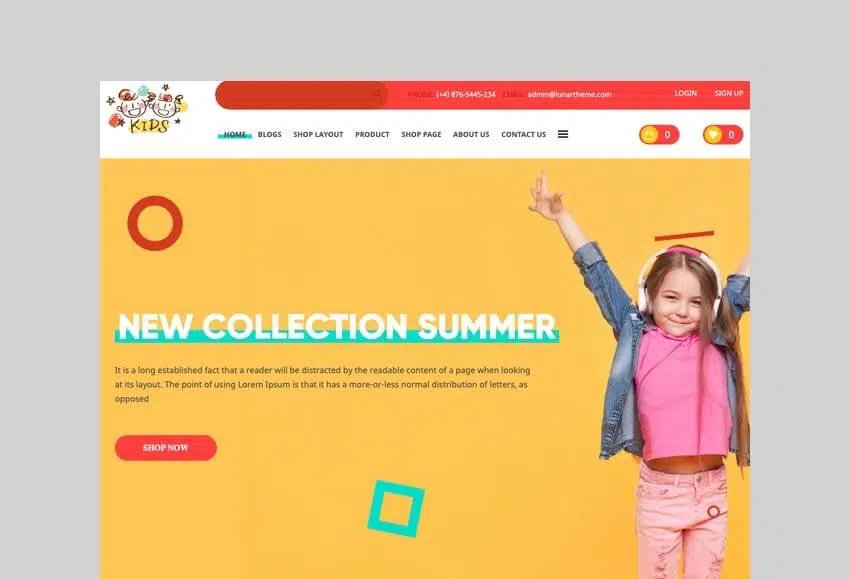 KIDS
PHONE: (+4) 876-5445-234 EMAIL: admin@lunartheme.com
LOGIN SIGN UP
HOME BLOGS SHOP LAYOUT PRODUCT SHOP PAGE ABOUT US CONTACT US
0 0
NEW COLLECTION SUMMER
It is a long established fact that a reader will be distracted by the readable content of a page when looking
at its layout. The point of using Lorem Ipsum is that it has a more-or-less normal distribution of letters, as
opposed
SHOP NOW